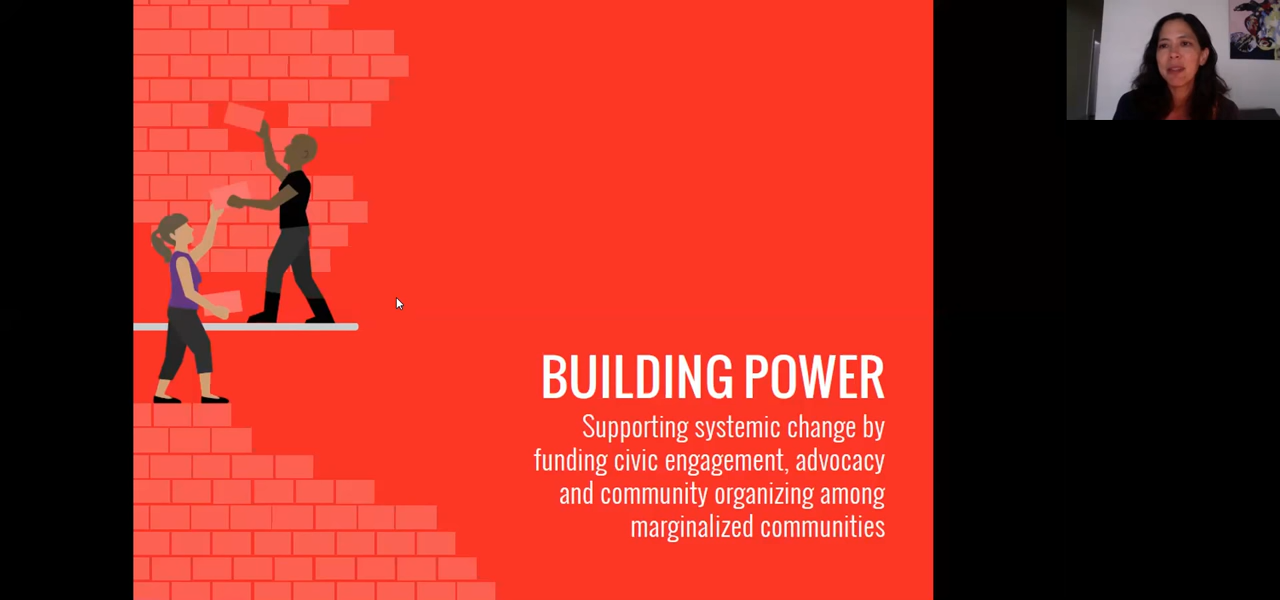 BUILDING POWER
Supporting systemic change by
funding civic engagement, advocacy
and community organizing among
marginalized communities